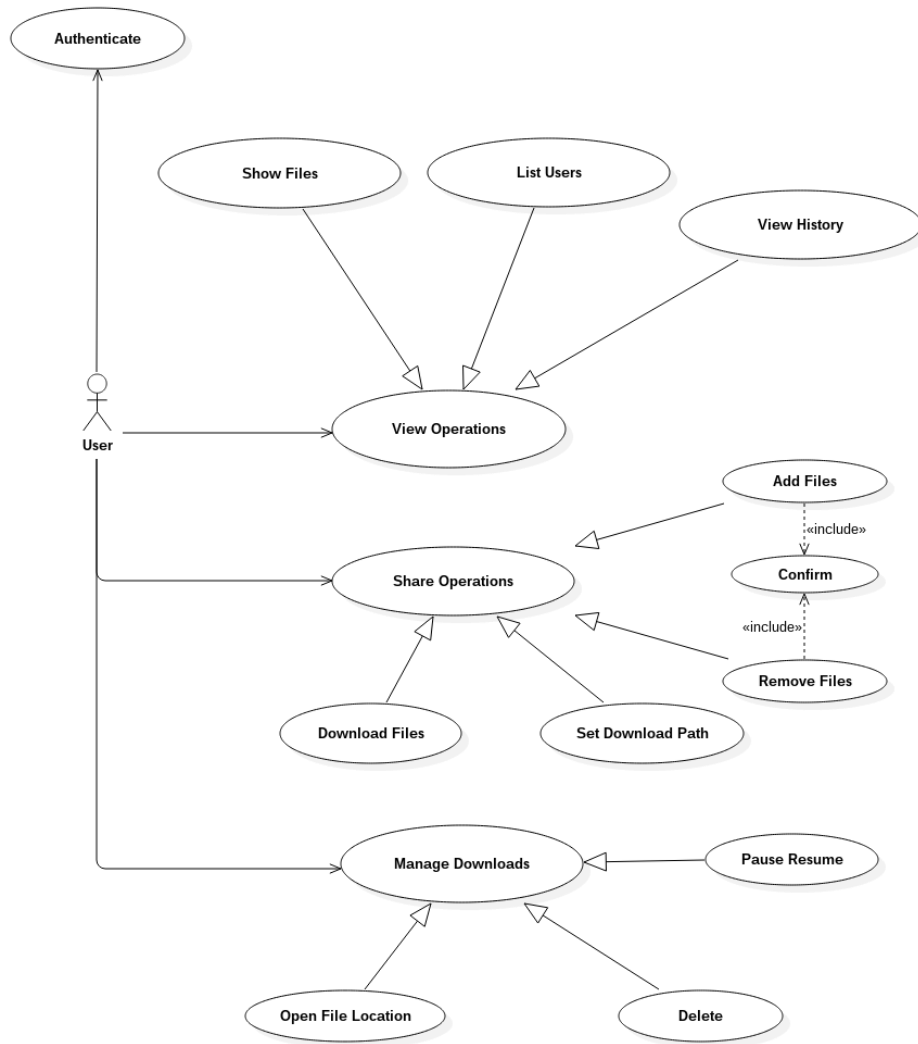 Authenticate
Show Files
List Users
View History
View Operations
User
Add Files
«include»
Share Operations
Confirm
«include»
Remove Files
Download Files
Set Download Path
Manage Downloads
Pause Resume
Open File Location
Delete